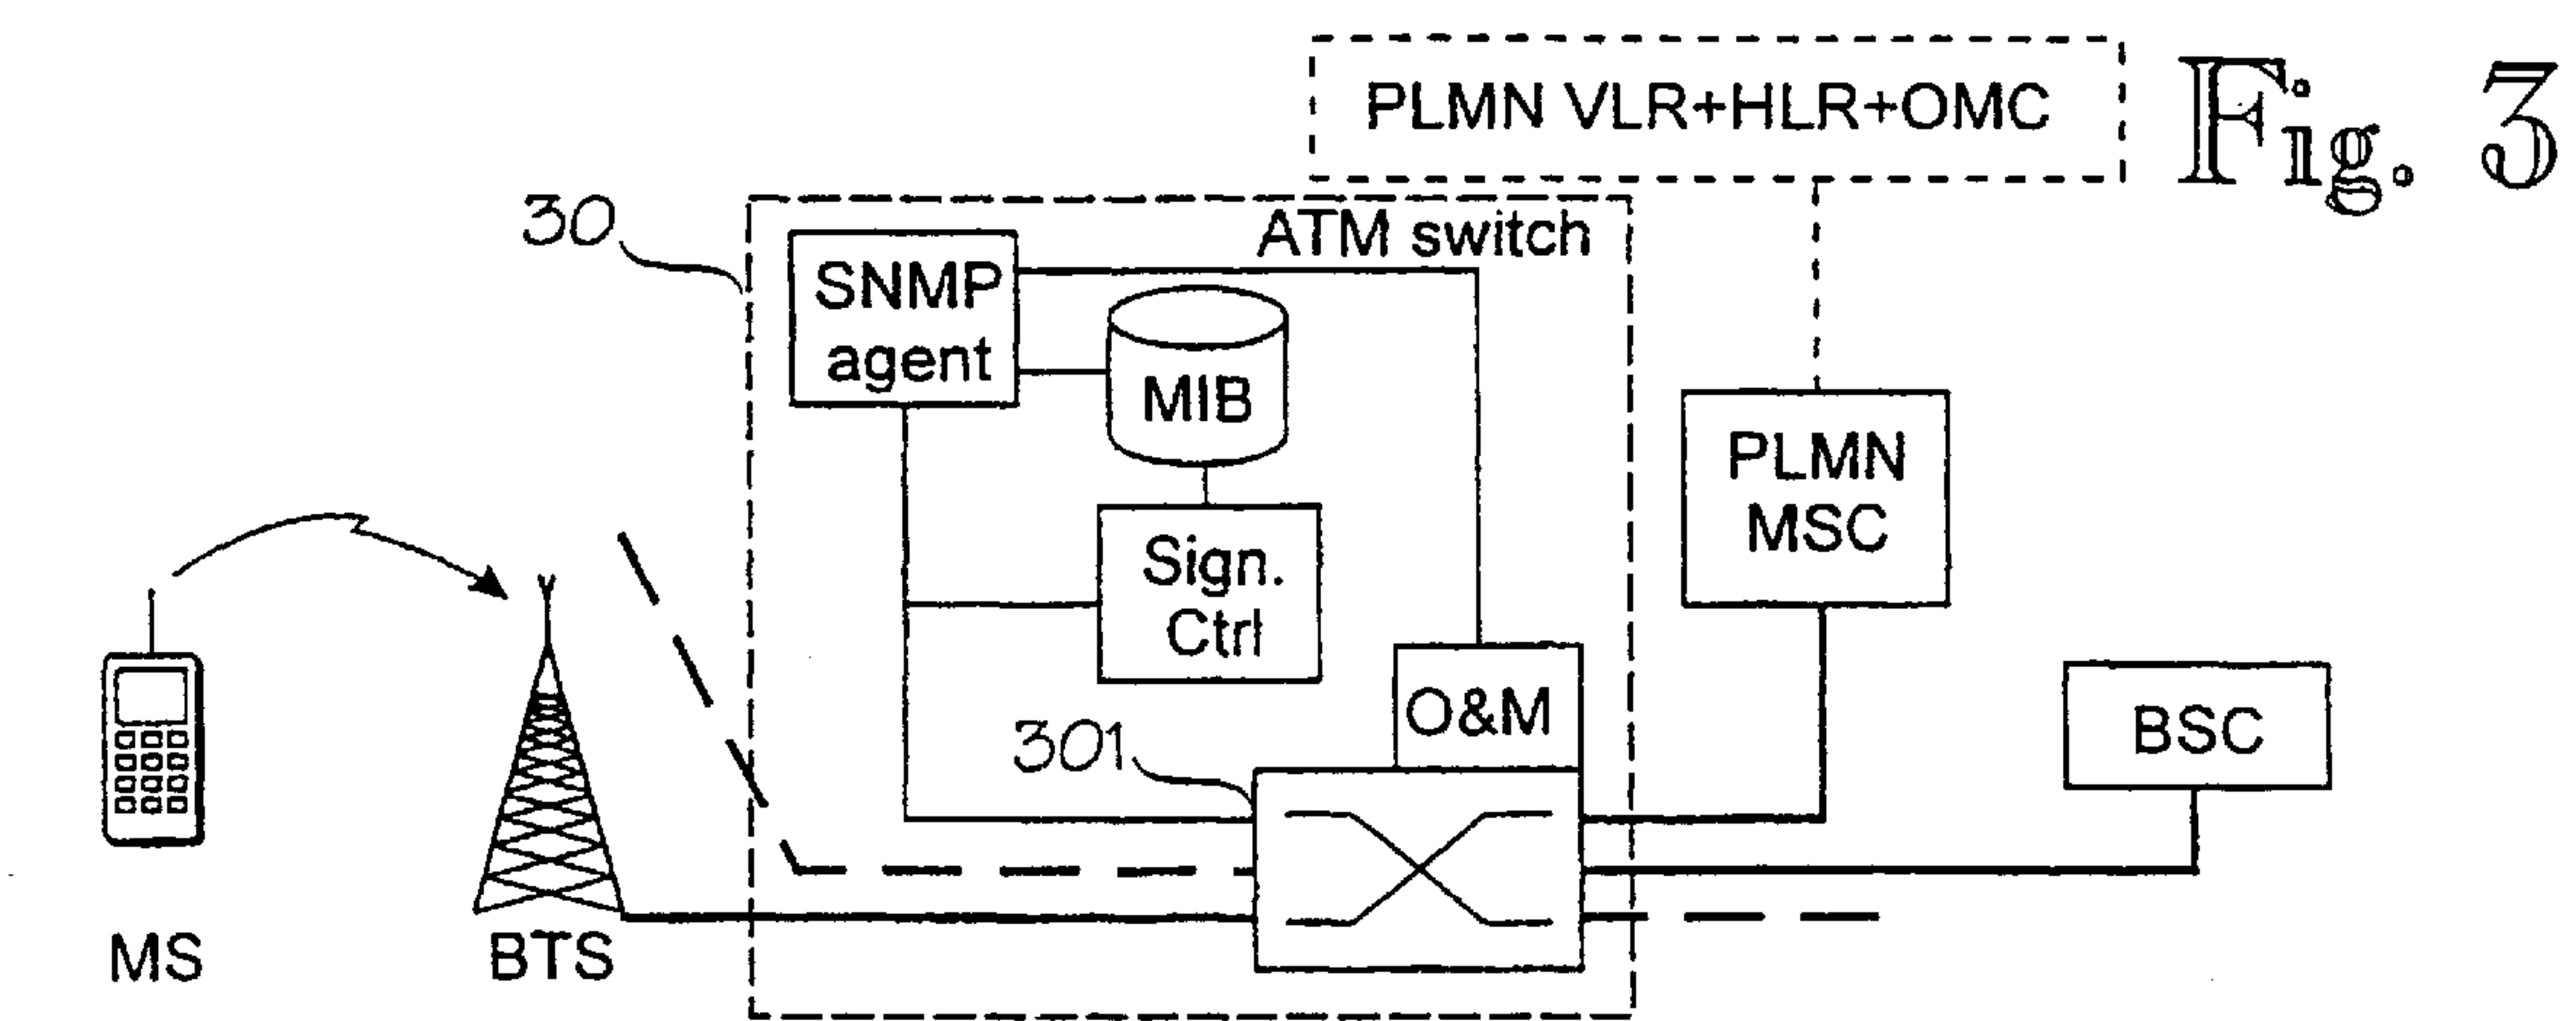 PLMN VLR+HLR+OMC
Fig. 3
30
ATM switch
SNMP
agent
MIB
PLMN
MSC
Sign.
Ctrl
O&M
BSC
301
MS
BTS